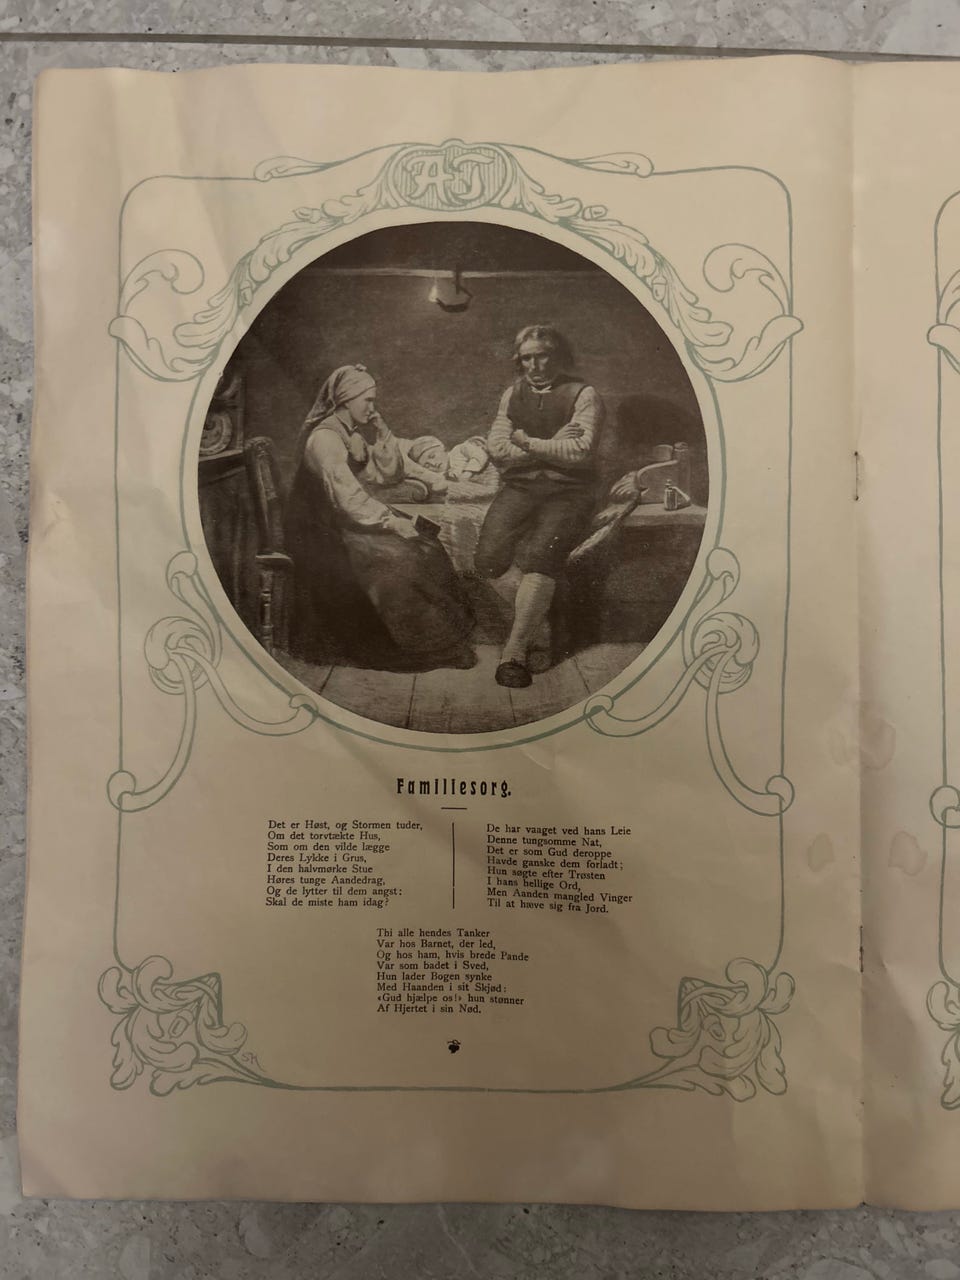 AT
Familiesorg.
Det er Høst, og Stormen tuder,
Om det torvtækte Hus,
Som om den vilde lægge
Deres Lykke i Grus,
I den halvmørke Stue
Høres tunge Aandedrag,
Og de lytter til dem angst:
Skal de miste ham idag?
De har vaaget ved hans Leie
Denne tungsomme Nat,
Det er som Gud deroppe
Havde ganske dem forladt;
Hun søgte efter Trøsten
I hans hellige Ord,
Men Aanden mangled Vinger
Til at hæve sig fra Jord.
Thi alle hendes Tanker
Var hos Barnet, der led,
Og hos ham, hvis brede Pande
Var som badet i Sved,
Hun lader Bogen synke
Med Haanden i sit Skjød:
«Gud hjælpe os!» hun stønner
Af Hjertet i sin Nød.